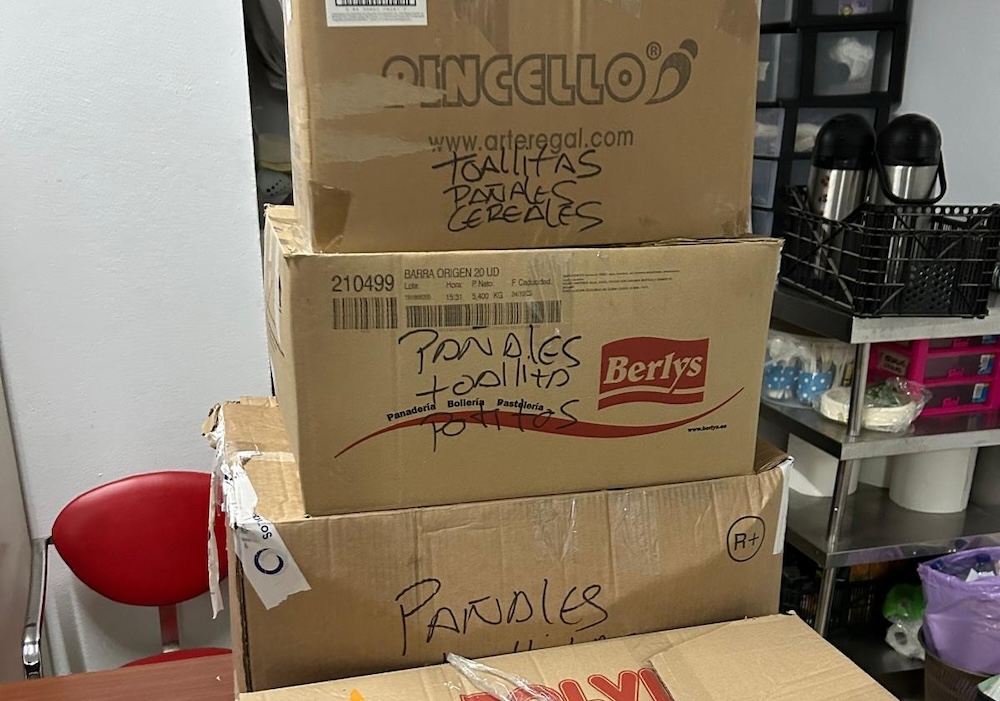 PINCELLO®
www.arteregal.com
TOALLITAS
PAÑALES
CEREALES
210499
BARRA ORIGEN 20 UD
Lote: Hora: P. Neto: F. Caducidad:
15:31 5,400 KG
PAÑALES
TOALLITA
Berlys
Panadería Bollería Pastelería
POTITOS
www.berlys.es
R+
PAÑALES